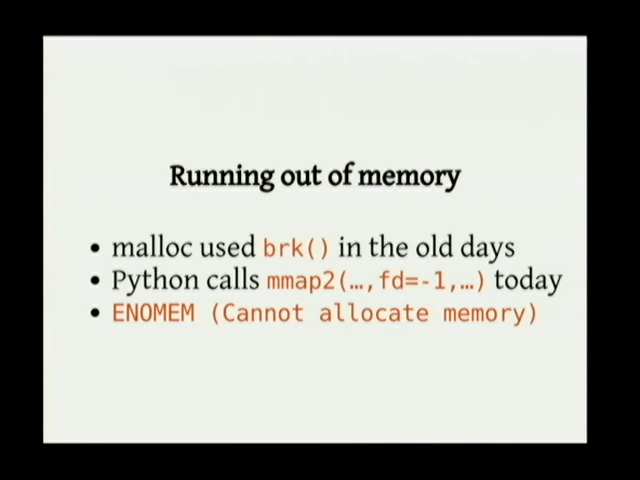 Running out of memory
• malloc used brk() in the old days
• Python calls mmap2(…,fd=-1,…) today
• ENOMEM (Cannot allocate memory)